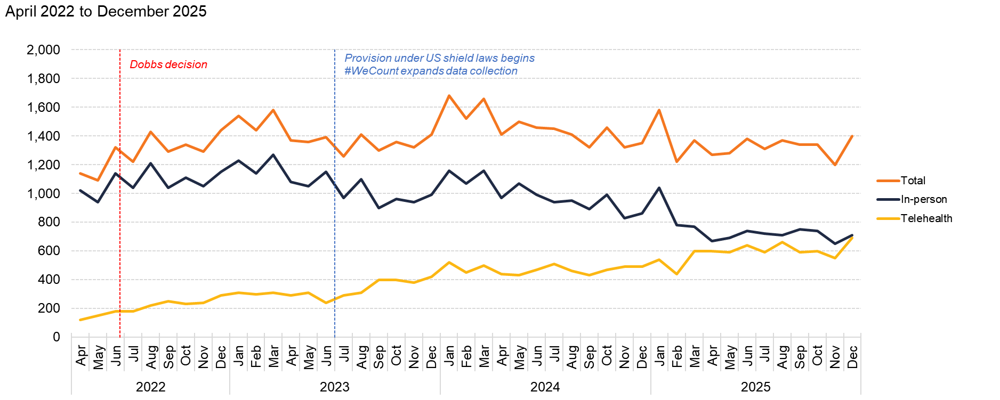 April 2022 to December 2025
2,000
1,800
1,600
1,400
1,200
1,000
800
600
400
200
0
Dobbs decision
Provision under US shield laws begins
#WeCount expands data collection
Total
In-person
Telehealth
Apr May Jun Jul Aug Sep Oct Nov Dec Jan Feb Mar Apr May Jun Jul Aug Sep Oct Nov Dec Jan Feb Mar Apr May Jun Jul Aug Sep Oct Nov Dec Jan Feb Mar Apr May Jun Jul Aug Sep Oct Nov Dec
2022 2023 2024 2025